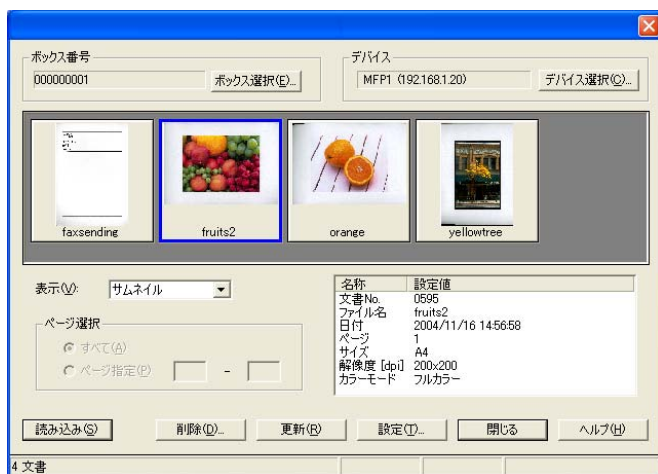 ボックス番号
000000001
ボックス選択(E)...
デバイス
MFP1 (192.168.1.20)
デバイス選択(C)...
faxsending
fruits2
orange
yellowtree
表示(V):
サムネイル
名称 設定値
文書No. 0595
ファイル名 fruits2
日付 2004/11/16 14:56:58
ページ 1
サイズ A4
解像度 [dpi] 200x200
カラーモード フルカラー
ページ選択
すべて(A)
ページ指定(P) -
読み込み(S)
削除(D)...
更新(R)
設定(T)...
閉じる
ヘルプ(H)
4 文書